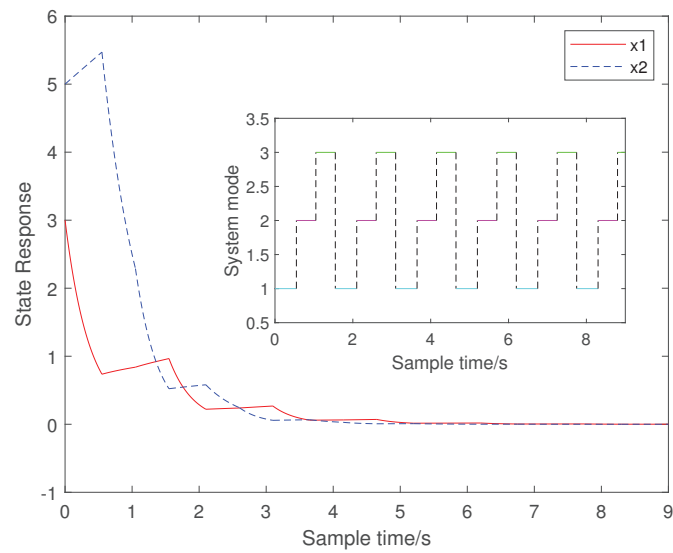 6
5
4
3
2
1
0
-1
State Response
0 1 2 3 4 5 6 7 8 9
Sample time/s
x1
x2
3.5
3
2.5
2
1.5
1
0.5
System mode
0 2 4 6 8
Sample time/s